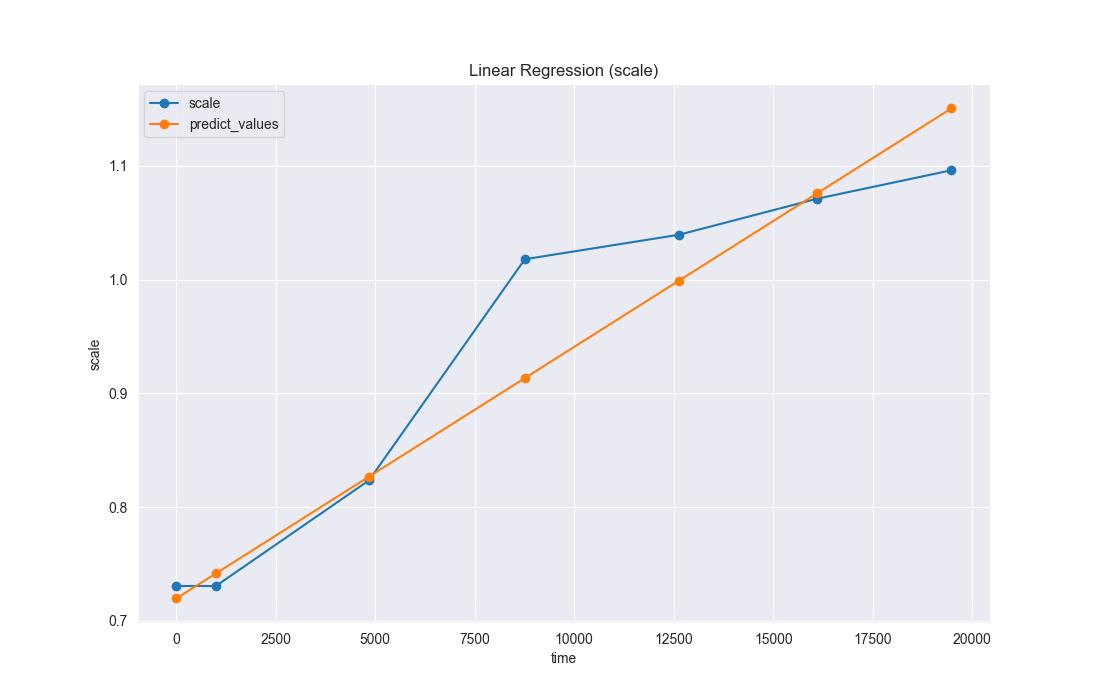 Linear Regression (scale)
scale
predict_values
1.1
1.0
0.9
0.8
0.7
scale
0 2500 5000 7500 10000 12500 15000 17500 20000
time